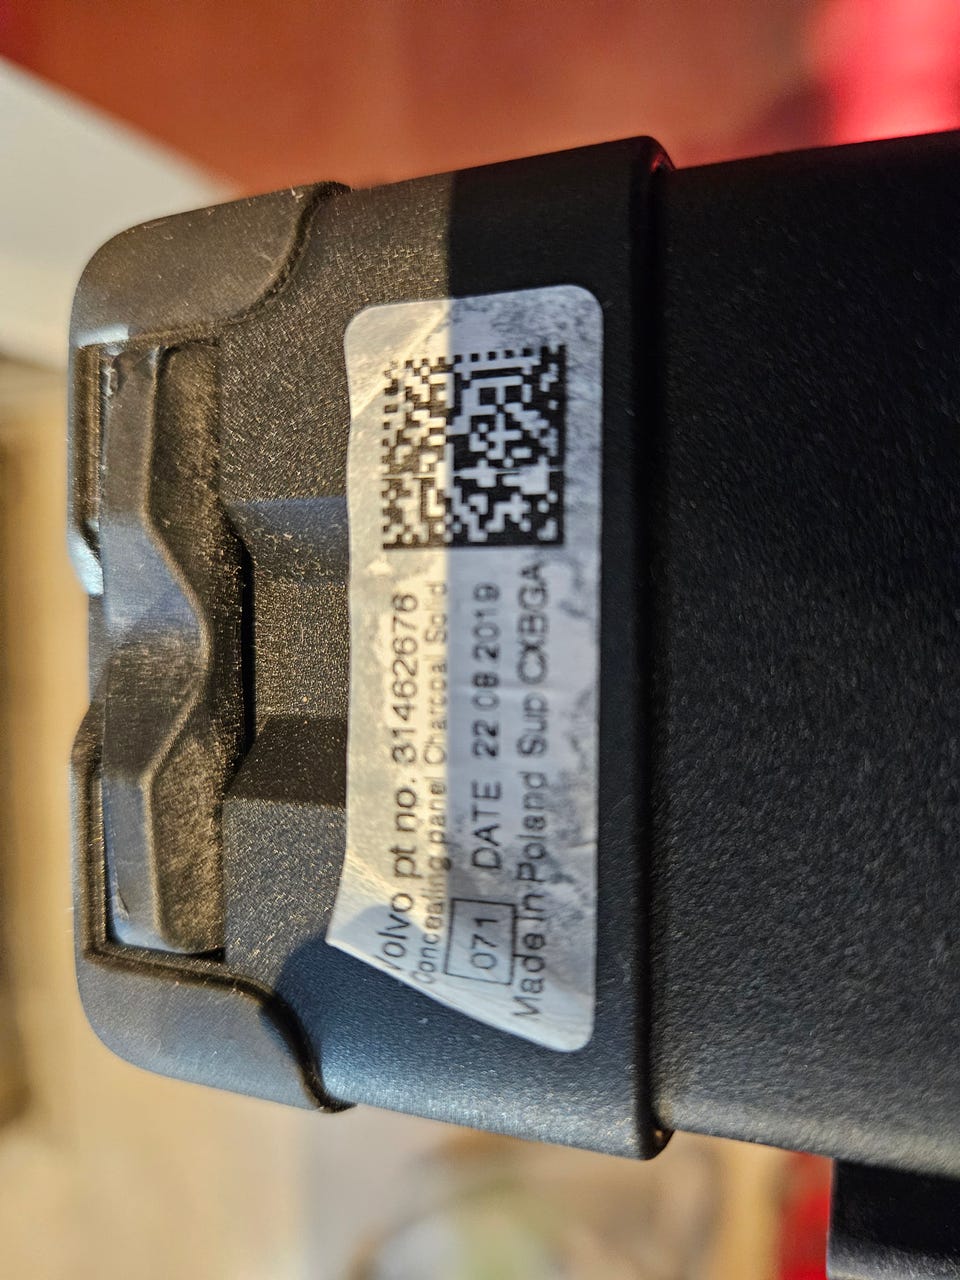 Volvo pt no. 31462676
Concealing panel Charcoal Solid
071 DATE 22 08 2019
Made In Poland Sup CXBGA